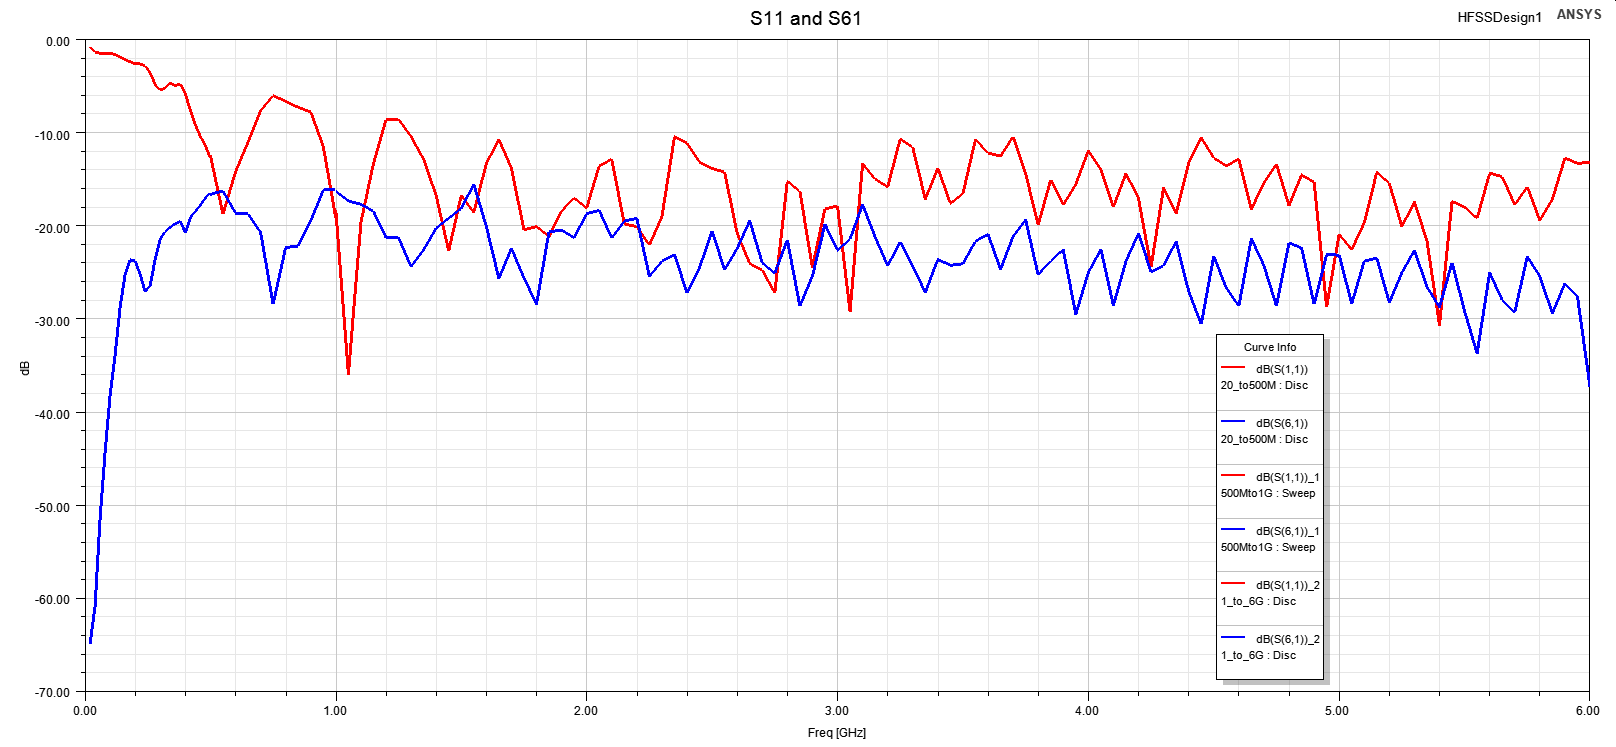 S11 and S61
HFSSDesign1 ANSYS
0.00
-10.00
-20.00
-30.00
-40.00
-50.00
-60.00
-70.00
dB
0.00 1.00 2.00 3.00 4.00 5.00 6.00
Freq [GHz]
Curve Info
dB(S(1,1))
20_to500M : Disc
dB(S(6,1))
20_to500M : Disc
dB(S(1,1))_1
500Mto1G : Sweep
dB(S(6,1))_1
500Mto1G : Sweep
dB(S(1,1))_2
1_to_6G : Disc
dB(S(6,1))_2
1_to_6G : Disc